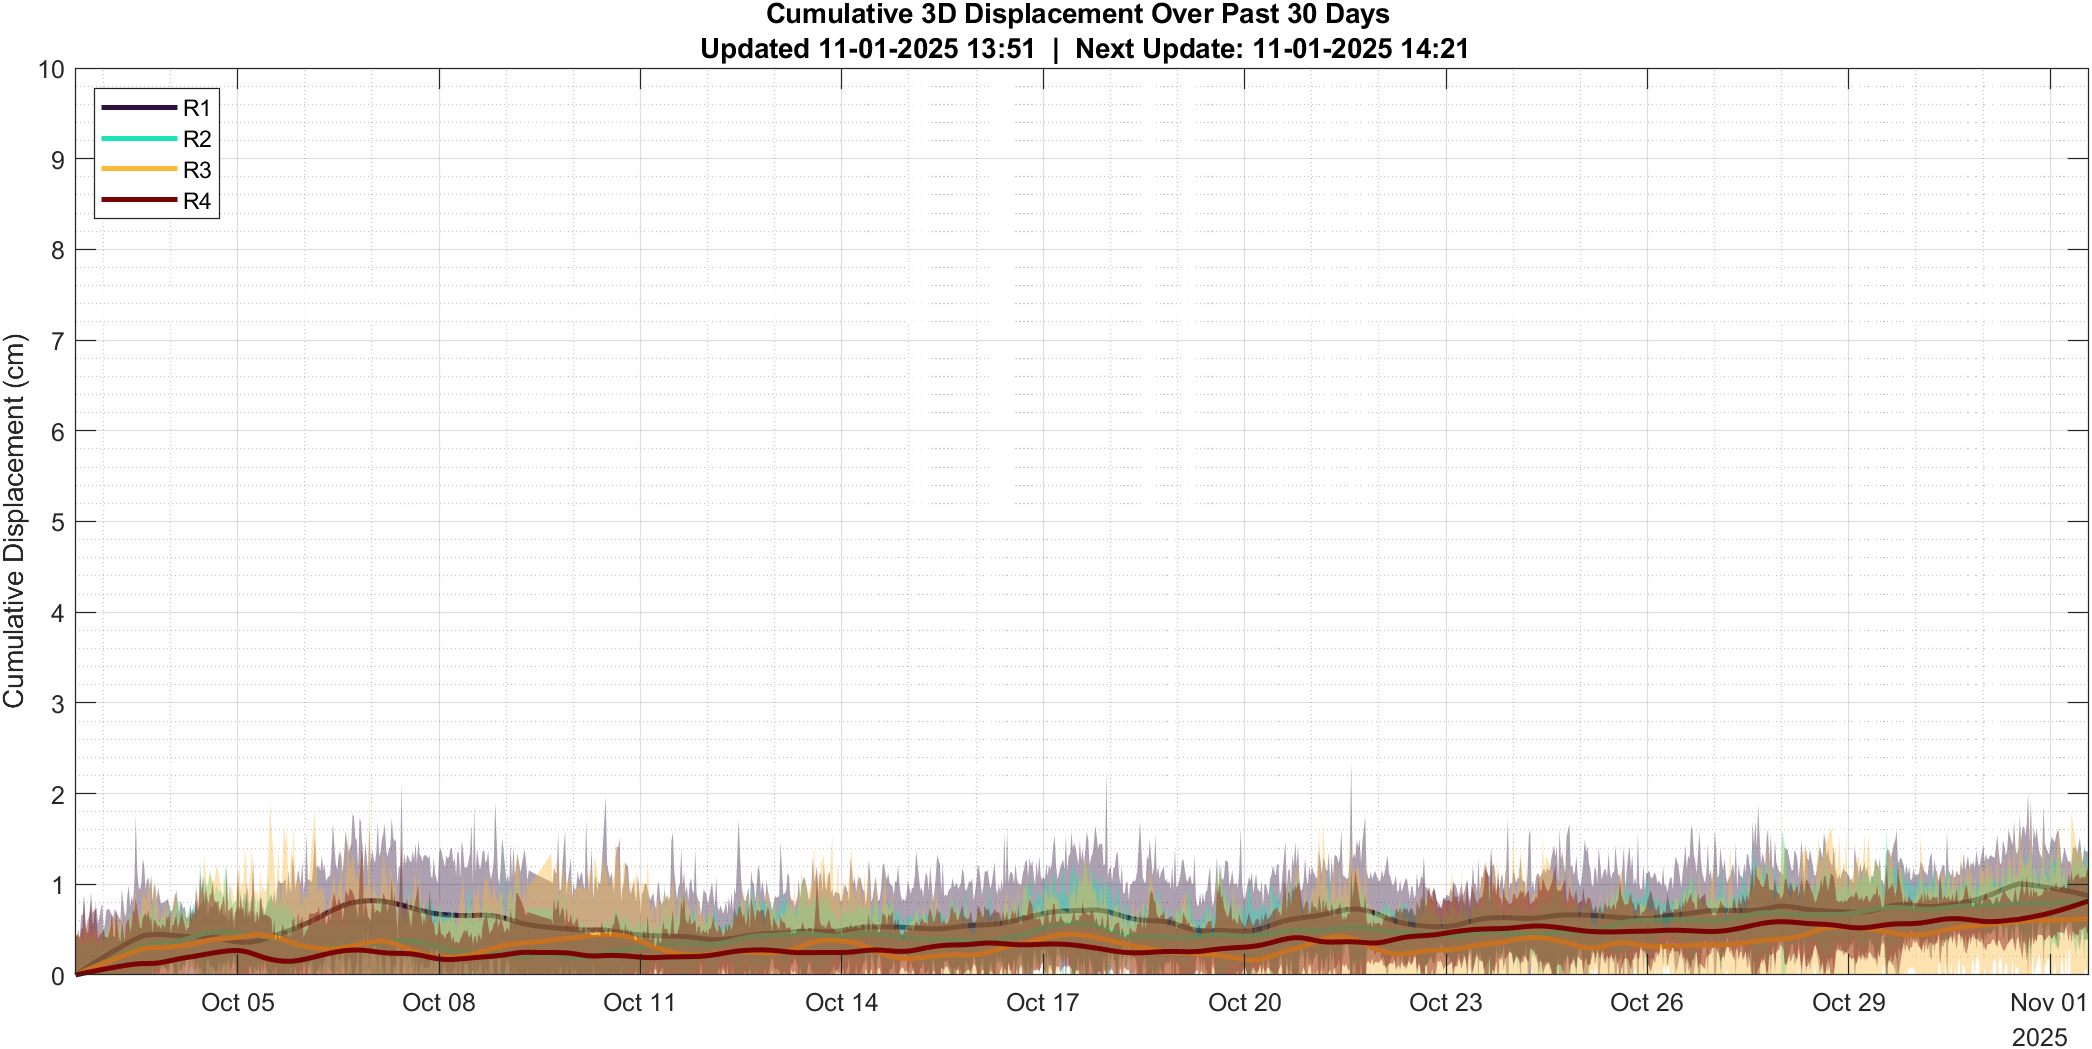 Cumulative 3D Displacement Over Past 30 Days
Updated 11-01-2025 13:51 | Next Update: 11-01-2025 14:21
Cumulative Displacement (cm)
10
9
8
7
6
5
4
3
2
1
0
R1
R2
R3
R4
Oct 05 Oct 08 Oct 11 Oct 14 Oct 17 Oct 20 Oct 23 Oct 26 Oct 29 Nov 01
2025